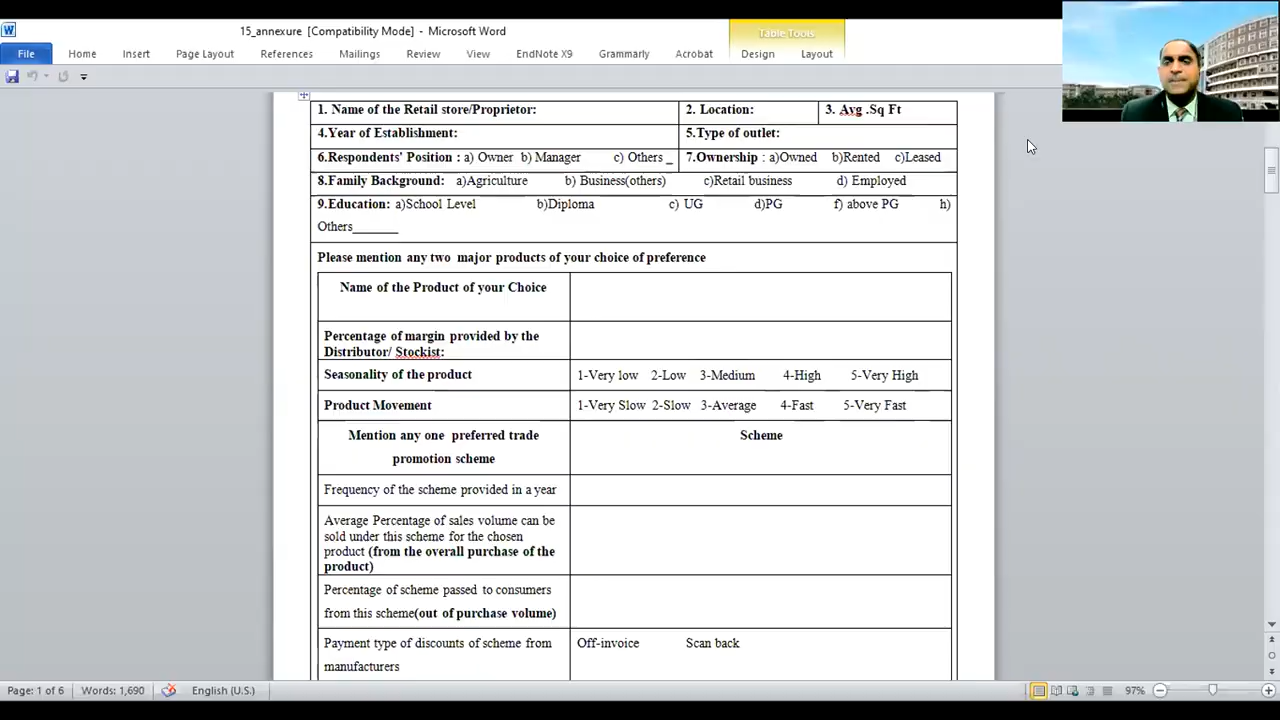 15_annexure [Compatibility Mode] - Microsoft Word
Table Tools
File Home Insert Page Layout References Mailings Review View EndNote X9 Grammarly Acrobat Design Layout
1. Name of the Retail store/Proprietor: 2. Location: 3. Avg .Sq Ft
4.Year of Establishment: 5.Type of outlet:
6.Respondents' Position : a) Owner b) Manager c) Others _ 7.Ownership : a)Owned b)Rented c)Leased
8.Family Background: a)Agriculture b) Business(others) c)Retail business d) Employed
9.Education: a)School Level b)Diploma c) UG d)PG f) above PG h)
Others_______
Please mention any two major products of your choice of preference
Name of the Product of your Choice
Percentage of margin provided by the
Distributor/ Stockist:
Seasonality of the product 1-Very low 2-Low 3-Medium 4-High 5-Very High
Product Movement 1-Very Slow 2-Slow 3-Average 4-Fast 5-Very Fast
Mention any one preferred trade Scheme
promotion scheme
Frequency of the scheme provided in a year
Average Percentage of sales volume can be
sold under this scheme for the chosen
product (from the overall purchase of the
product)
Percentage of scheme passed to consumers
from this scheme(out of purchase volume)
Payment type of discounts of scheme from Off-invoice Scan back
manufacturers
Page: 1 of 6 Words: 1,690 English (U.S.) 97%